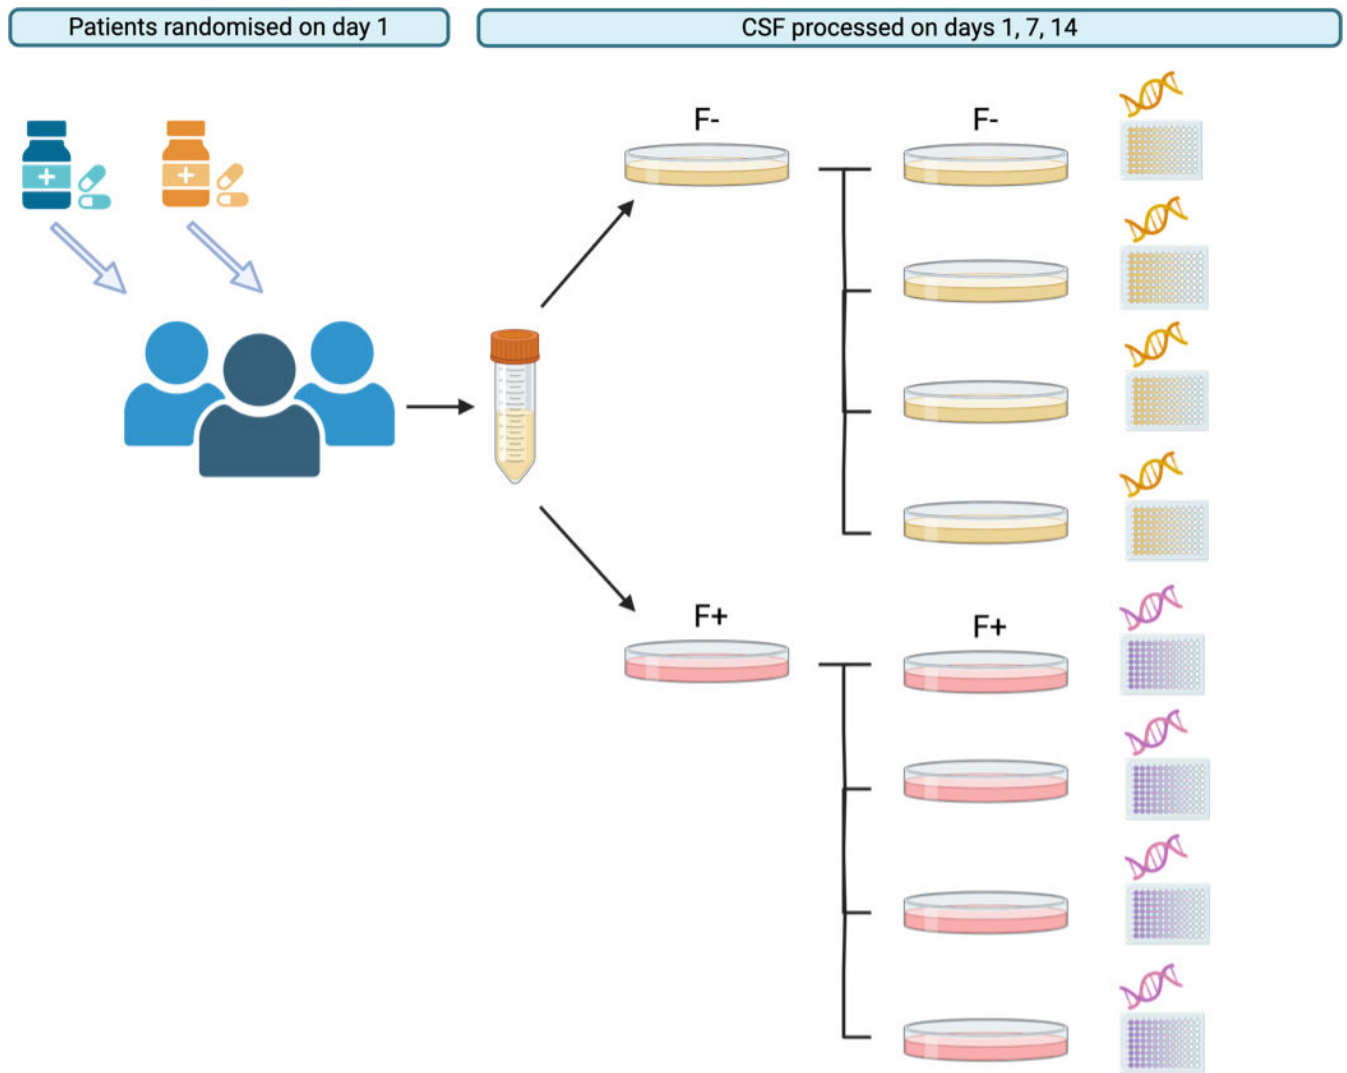 Patients randomised on day 1
CSF processed on days 1, 7, 14
F-
F-
F+
F+